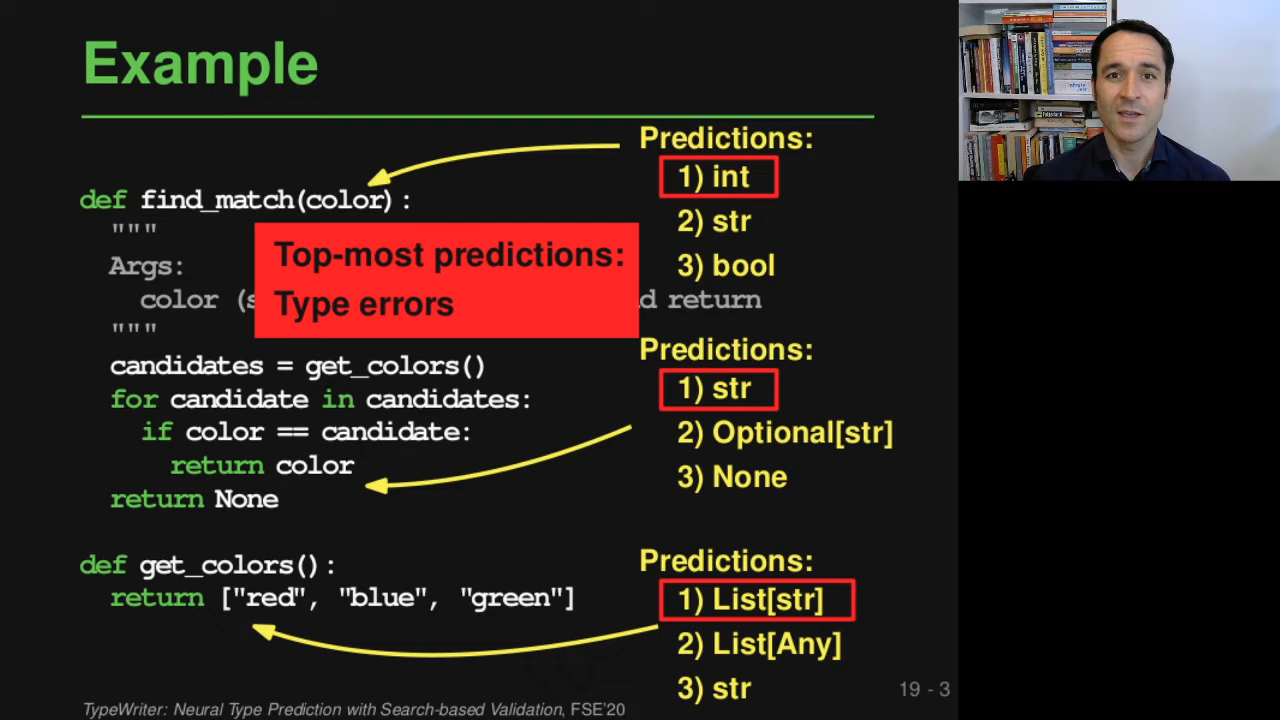 Example
Predictions:
1) int
2) str
3) bool
def find_match(color):
"""
Args:
color (s
return
"""
Top-most predictions:
Type errors
candidates = get_colors()
for candidate in candidates:
if color == candidate:
return color
return None
Predictions:
1) str
2) Optional[str]
3) None
def get_colors():
return ["red", "blue", "green"]
Predictions:
1) List[str]
2) List[Any]
3) str
19 - 3
TypeWriter: Neural Type Prediction with Search-based Validation, FSE'20